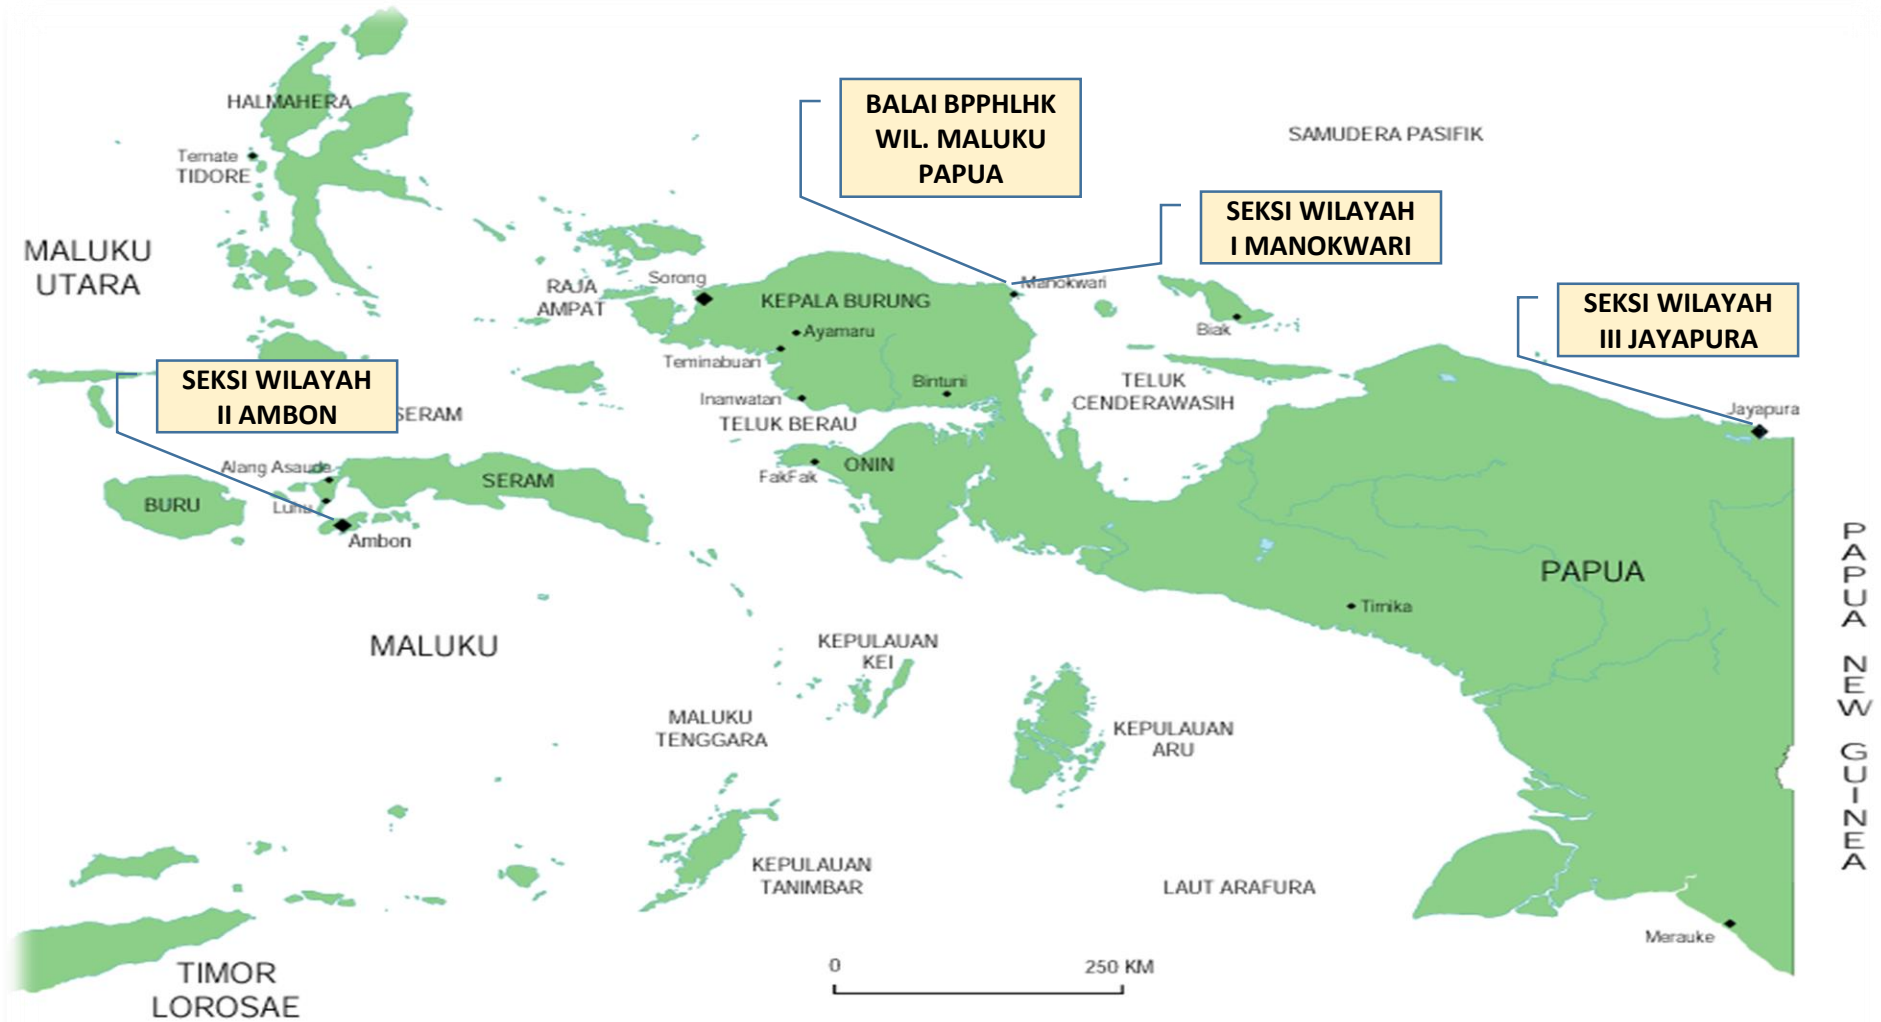 HALMAHERA
BALAI BPPHLHK
WIL. MALUKU
PAPUA
SAMUDERA PASIFIK
Ternate
TIDORE
SEKSI WILAYAH
I MANOKWARI
MALUKU
UTARA
RAJA
AMPAT
Sorong
KEPALA BURUNG
Manokwari
SEKSI WILAYAH
III JAYAPURA
Biak
Ayamaru
Teminabuan
SEKSI WILAYAH
II AMBON
SERAM
Inanwatan
Bintuni
TELUK
CENDERAWASIH
TELUK BERAU
Jayapura
Alang Asaude
BURU
Luhu
SERAM
FakFak
ONIN
Ambon
PAPUA
PAPUA NEW GUINEA
Timika
MALUKU
KEPULAUAN
KEI
MALUKU
TENGGARA
KEPULAUAN
ARU
KEPULAUAN
TANIMBAR
LAUT ARAFURA
Merauke
TIMOR
LOROSAE
0 250 KM